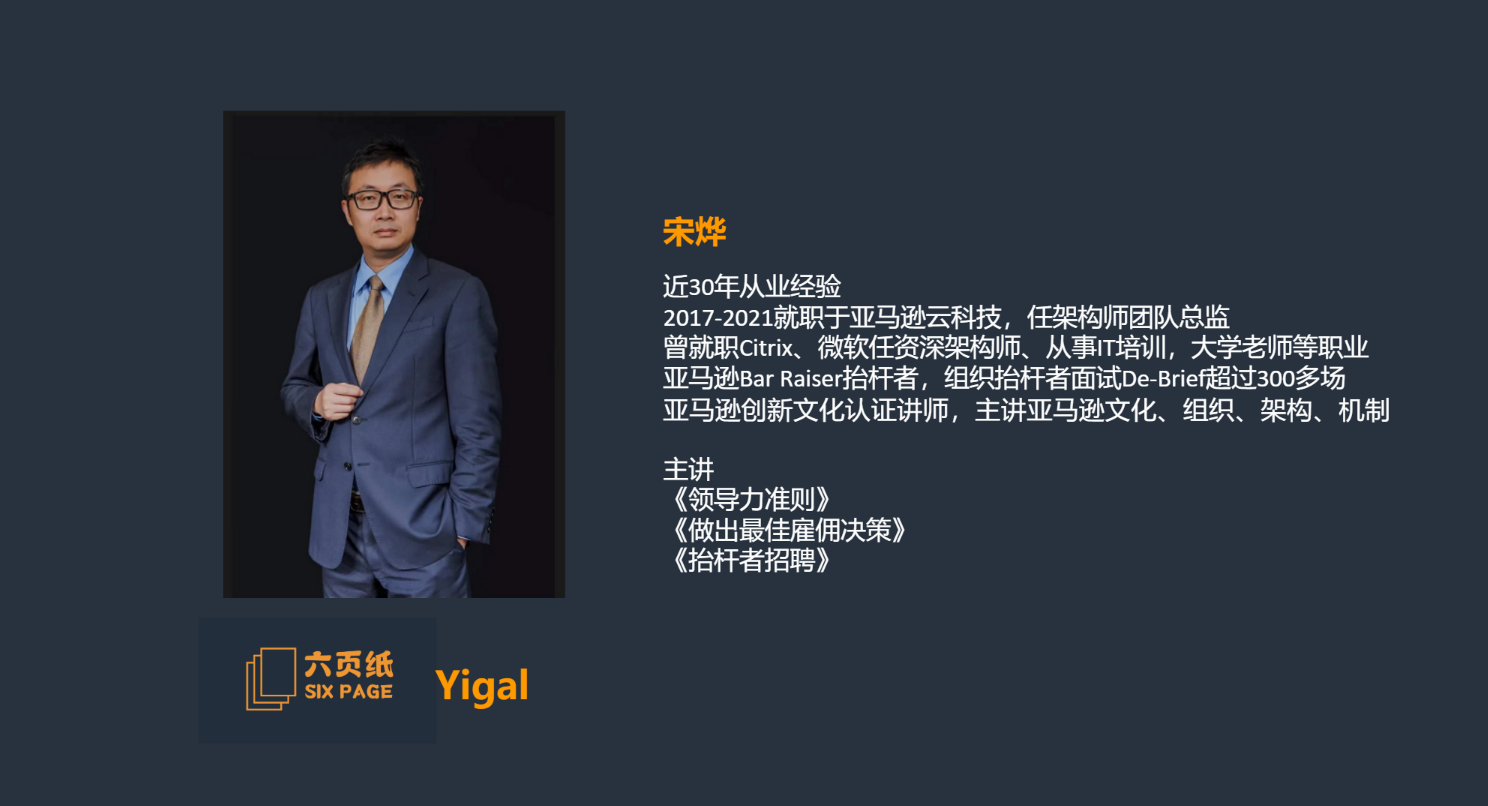 宋烨
近30年从业经验
2017-2021就职于亚马逊云科技，任架构师团队总监
曾就职Citrix、微软任资深架构师、从事IT培训，大学老师等职业
亚马逊Bar Raiser抬杆者，组织抬杆者面试De-Brief超过300多场
亚马逊创新文化认证讲师，主讲亚马逊文化、组织、架构、机制
主讲
《领导力准则》
《做出最佳雇佣决策》
《抬杆者招聘》
六页纸
SIX PAGE
Yigal